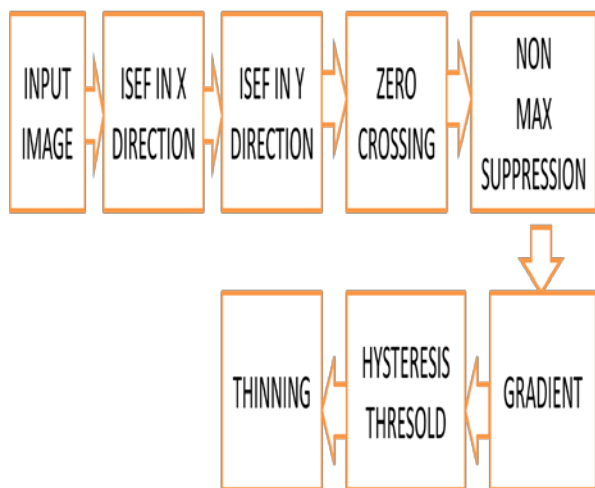 INPUT
IMAGE
ISEF IN X
DIRECTION
ISEF IN Y
DIRECTION
ZERO
CROSSING
NON
MAX
SUPPRESSION
GRADIENT
HYSTERESIS
THRESOLD
THINNING